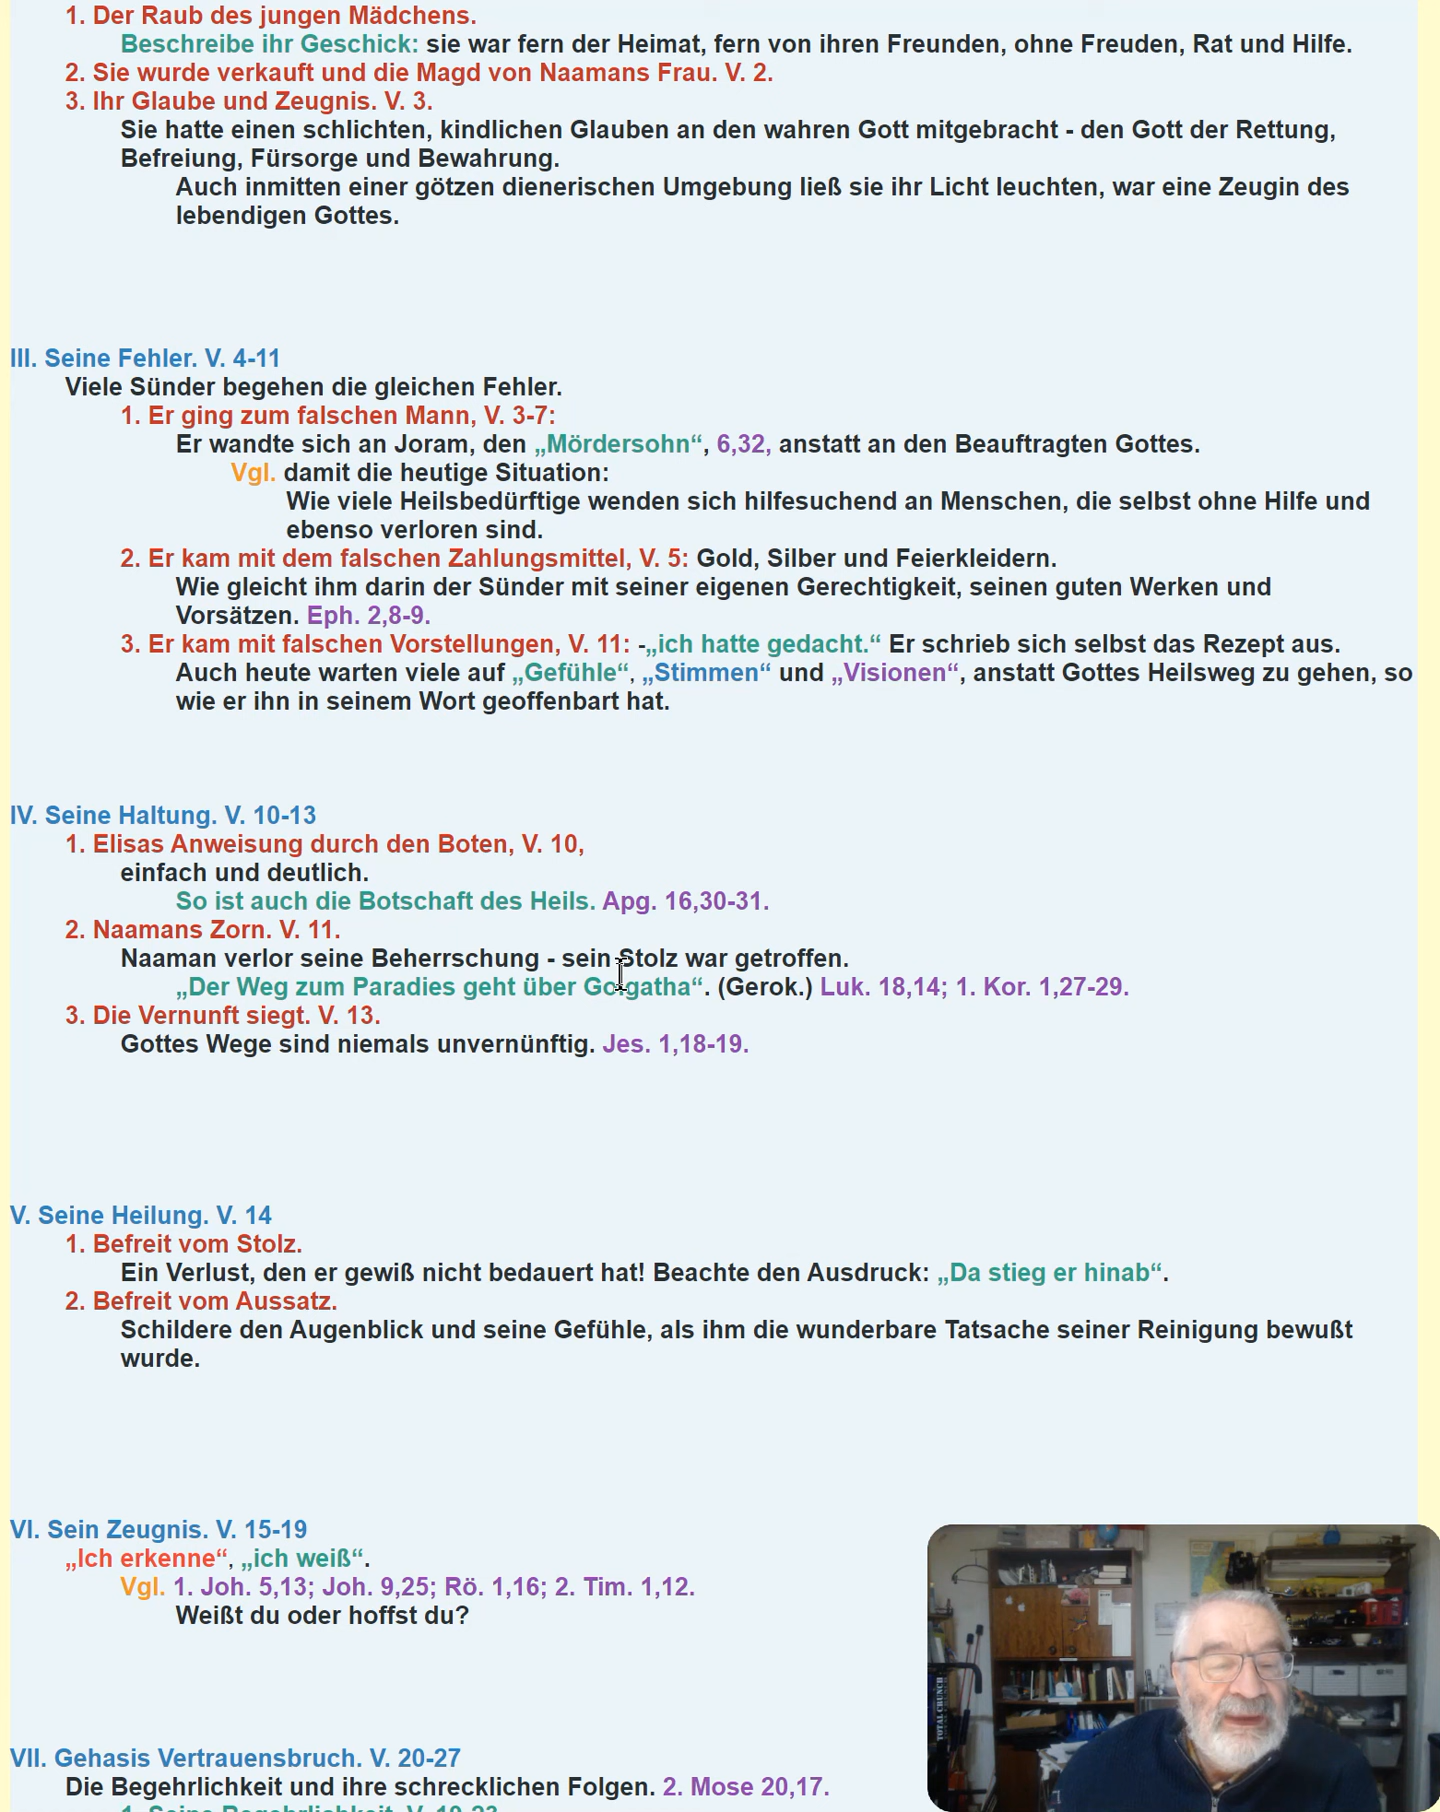 1. Der Raub des jungen Mädchens.
Beschreibe ihr Geschick: sie war fern der Heimat, fern von ihren Freunden, ohne Freuden, Rat und Hilfe.
2. Sie wurde verkauft und die Magd von Naamans Frau. V. 2.
3. Ihr Glaube und Zeugnis. V. 3.
Sie hatte einen schlichten, kindlichen Glauben an den wahren Gott mitgebracht - den Gott der Rettung,
Befreiung, Fürsorge und Bewahrung.
Auch inmitten einer götzen dienerischen Umgebung ließ sie ihr Licht leuchten, war eine Zeugin des
lebendigen Gottes.
III. Seine Fehler. V. 4-11
Viele Sünder begehen die gleichen Fehler.
1. Er ging zum falschen Mann, V. 3-7:
Er wandte sich an Joram, den „Mördersohn“, 6,32, anstatt an den Beauftragten Gottes.
Vgl. damit die heutige Situation:
Wie viele Heilsbedürftige wenden sich hilfesuchend an Menschen, die selbst ohne Hilfe und
ebenso verloren sind.
2. Er kam mit dem falschen Zahlungsmittel, V. 5: Gold, Silber und Feierkleidern.
Wie gleicht ihm darin der Sünder mit seiner eigenen Gerechtigkeit, seinen guten Werken und
Vorsätzen. Eph. 2,8-9.
3. Er kam mit falschen Vorstellungen, V. 11: -„ich hatte gedacht.“ Er schrieb sich selbst das Rezept aus.
Auch heute warten viele auf „Gefühle“, „Stimmen“ und „Visionen“, anstatt Gottes Heilsweg zu gehen, so
wie er ihn in seinem Wort geoffenbart hat.
IV. Seine Haltung. V. 10-13
1. Elisas Anweisung durch den Boten, V. 10,
einfach und deutlich.
So ist auch die Botschaft des Heils. Apg. 16,30-31.
2. Naamans Zorn. V. 11.
Naaman verlor seine Beherrschung - sein Stolz war getroffen.
„Der Weg zum Paradies geht über Golgatha“. (Gerok.) Luk. 18,14; 1. Kor. 1,27-29.
3. Die Vernunft siegt. V. 13.
Gottes Wege sind niemals unvernünftig. Jes. 1,18-19.
V. Seine Heilung. V. 14
1. Befreit vom Stolz.
Ein Verlust, den er gewiß nicht bedauert hat! Beachte den Ausdruck: „Da stieg er hinab“.
2. Befreit vom Aussatz.
Schildere den Augenblick und seine Gefühle, als ihm die wunderbare Tatsache seiner Reinigung bewußt
wurde.
VI. Sein Zeugnis. V. 15-19
„Ich erkenne“, „ich weiß“.
Vgl. 1. Joh. 5,13; Joh. 9,25; Rö. 1,16; 2. Tim. 1,12.
Weißt du oder hoffst du?
VII. Gehasis Vertrauensbruch. V. 20-27
Die Begehrlichkeit und ihre schrecklichen Folgen. 2. Mose 20,17.
1. Seine Begehrlichkeit. V. 19-23
TOTAL CRUNCH